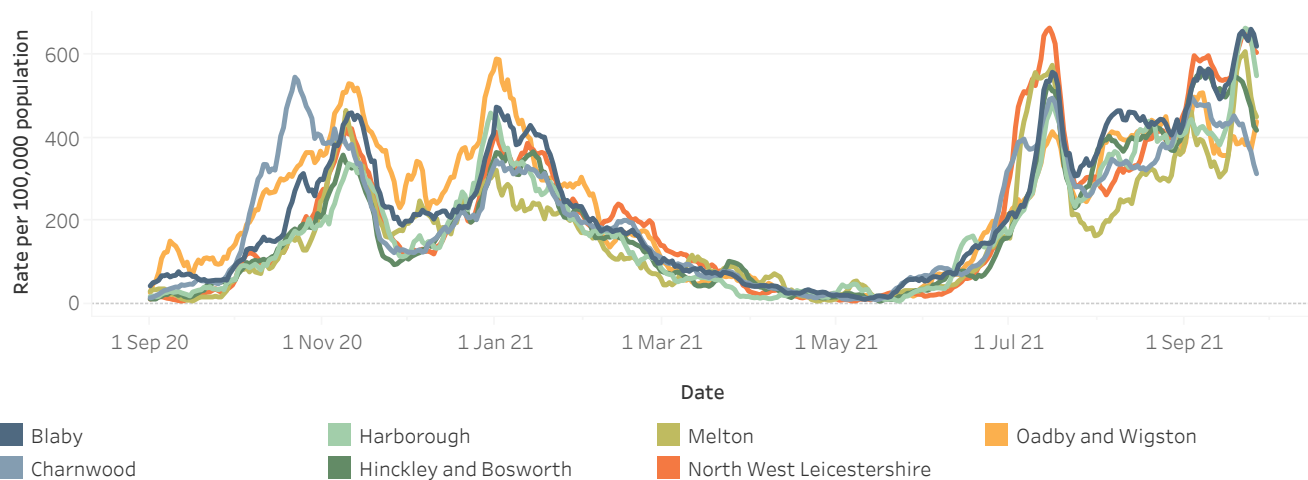 Rate per 100,000 population
600
400
200
0
1 Sep 20 1 Nov 20 1 Jan 21 1 Mar 21 1 May 21 1 Jul 21 1 Sep 21
Date
Blaby Harborough Melton Oadby and Wigston
Charnwood Hinckley and Bosworth North West Leicestershire